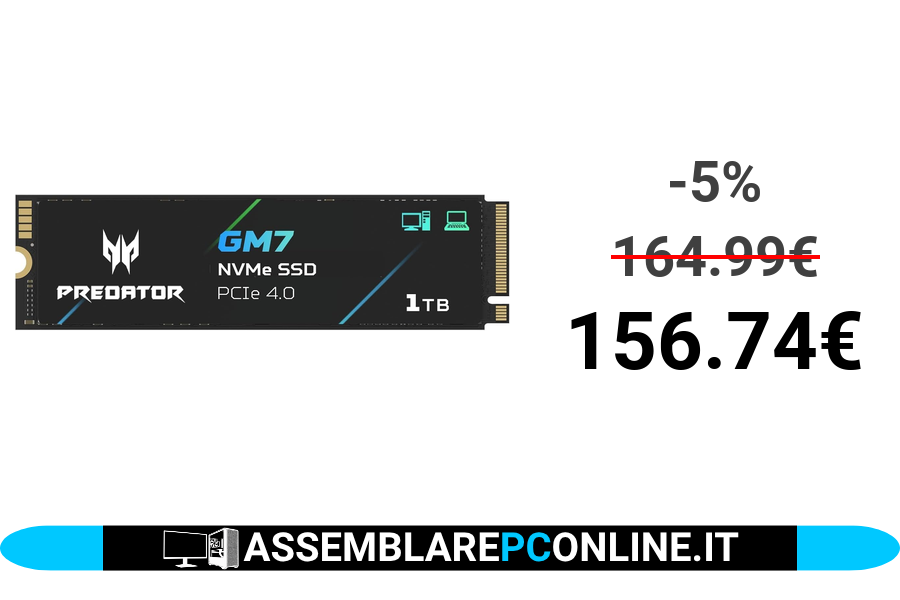 PREDATOR
GM7
NVMe SSD
PCIe 4.0
1TB
-5%
164.99€
156.74€
ASSEMBLAREPCONLINE.IT